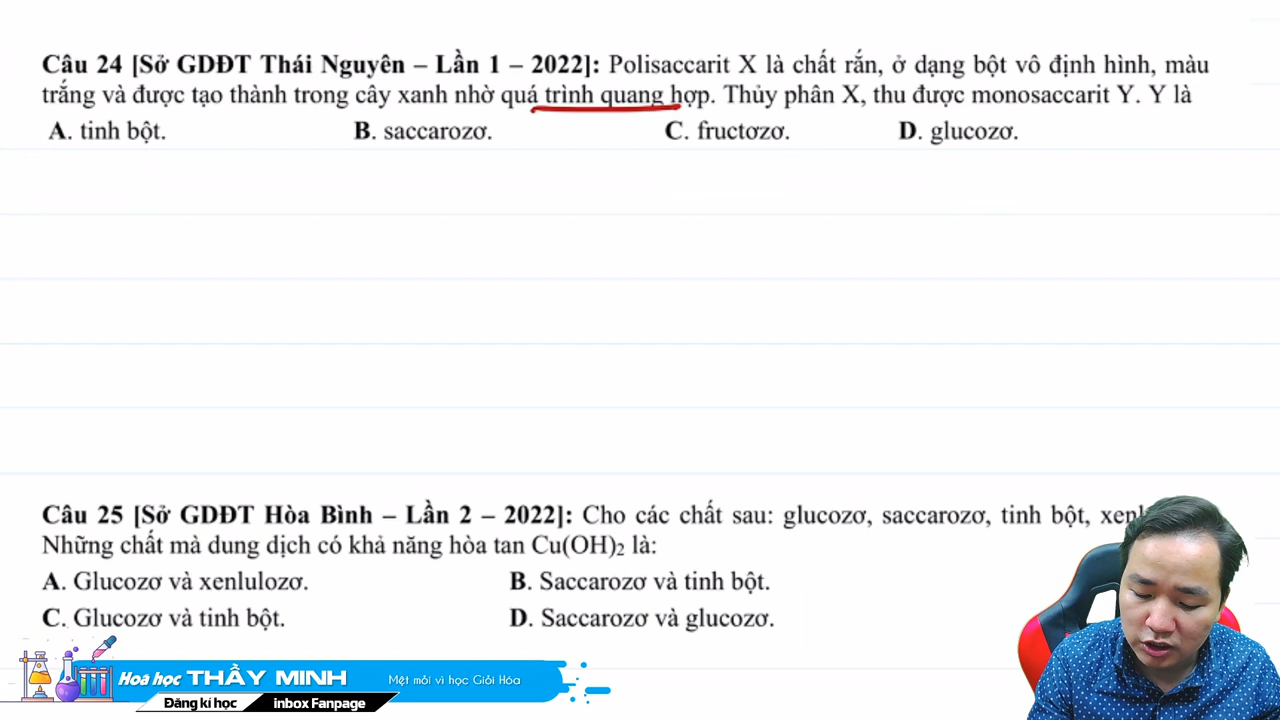 Câu 24 [Sở GDĐT Thái Nguyên – Lần 1 – 2022]: Polisaccarit X là chất rắn, ở dạng bột vô định hình, màu
trắng và được tạo thành trong cây xanh nhờ quá trình quang hợp. Thủy phân X, thu được monosaccarit Y. Y là
A. tinh bột. B. saccarozơ. C. fructozơ. D. glucozơ.
Câu 25 [Sở GDĐT Hòa Bình – Lần 2 – 2022]: Cho các chất sau: glucozơ, saccarozơ, tinh bột,
Những chất mà dung dịch có khả năng hòa tan Cu(OH)₂ là:
A. Glucozơ và xenlulozơ. B. Saccarozơ và tinh bột.
C. Glucozơ và tinh bột. D. Saccarozơ và glucozơ.
Hoá học THẦY MINH Mệt mỏi vì học Giỏi Hóa
Đăng kí học inbox Fanpage